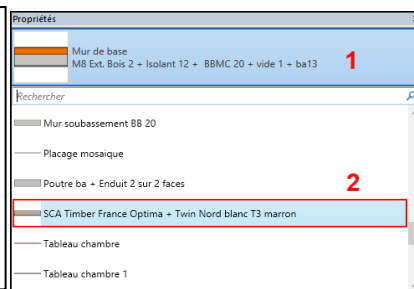 Propriétés
Mur de base
M8 Ext. Bois 2 + Isolant 12 + BBMC 20 + vide 1 + ba13
1
Rechercher
Mur soubassement BB 20
Placage mosaique
Poutre ba + Enduit 2 sur 2 faces
2
SCA Timber France Optima + Twin Nord blanc T3 marron
Tableau chambre
Tableau chambre 1